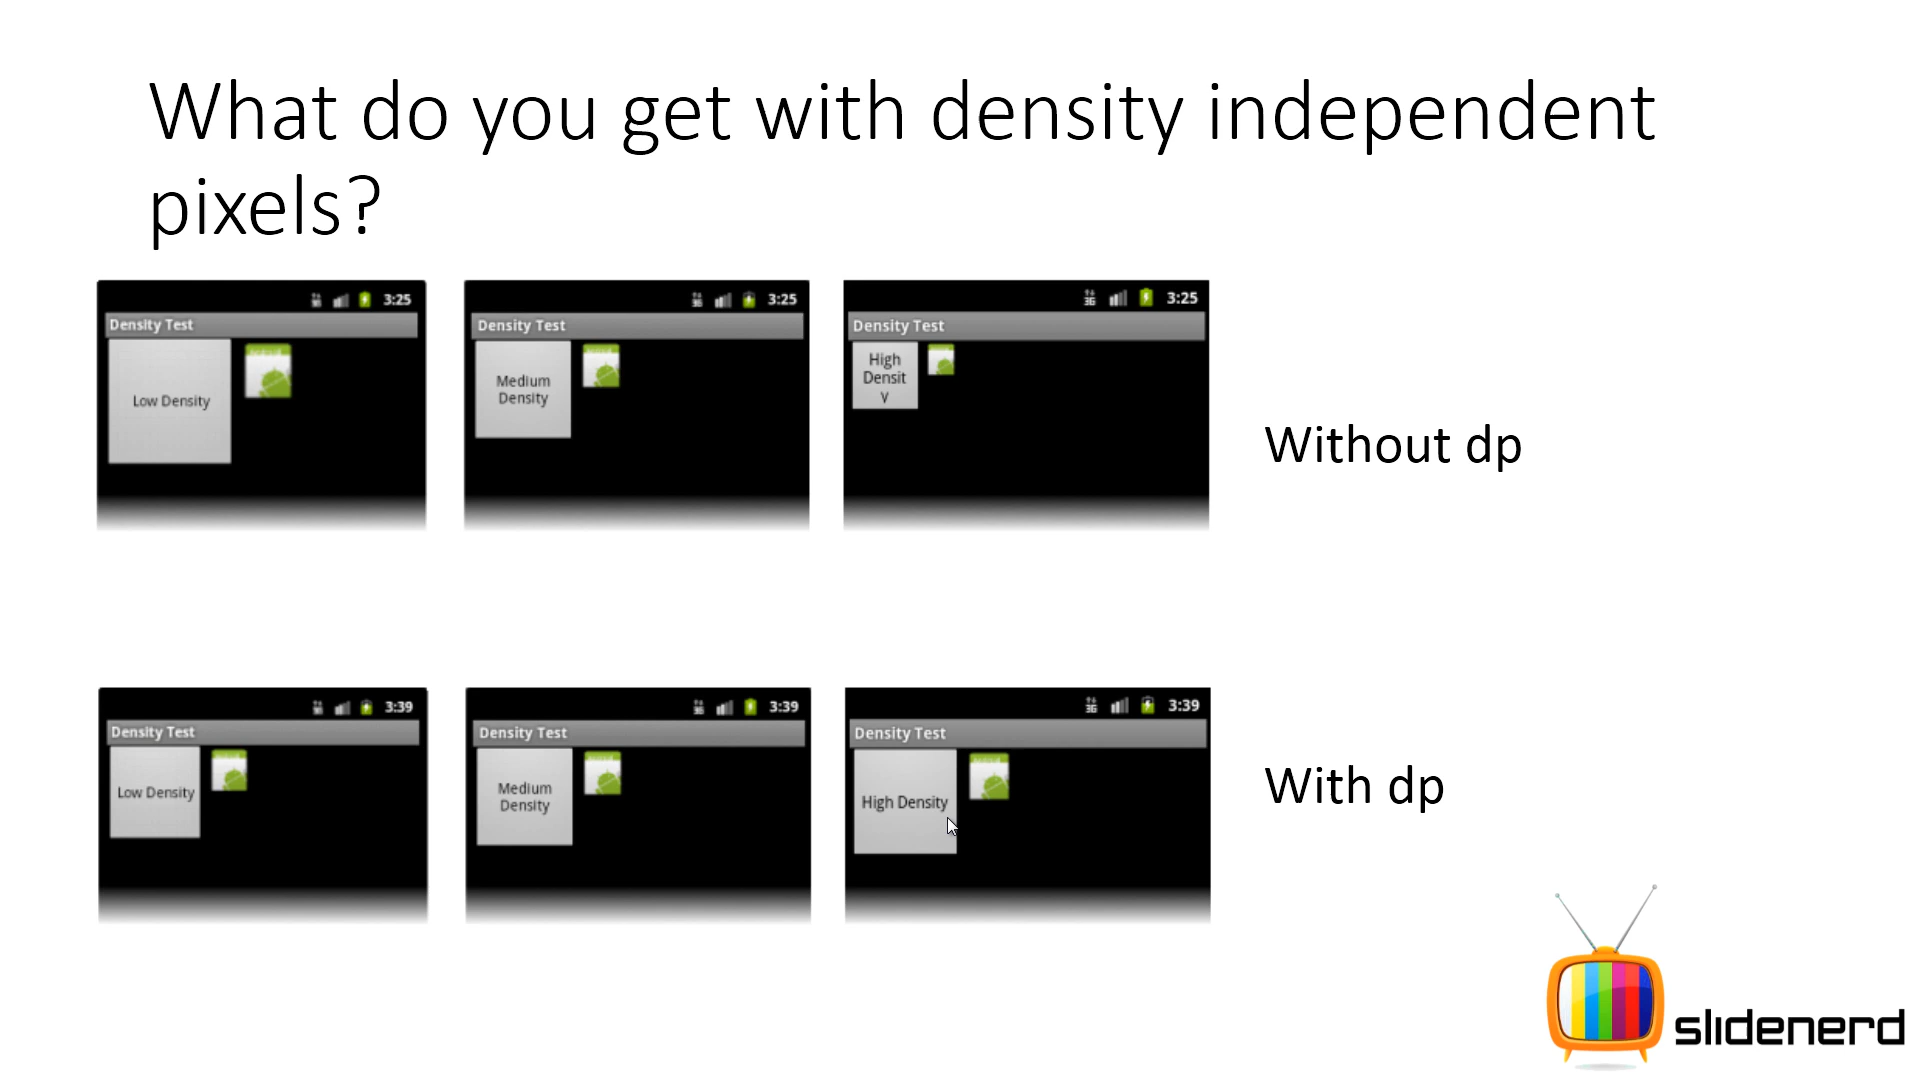 What do you get with density independent
pixels?
3:25
Density Test
Low Density
3:25
Density Test
Medium
Density
3G
3:25
Density Test
High
Densit
y
Without dp
3:39
Density Test
Low Density
3:39
Density Test
Medium
Density
3G
3:39
Density Test
High Density
With dp
slidenerd